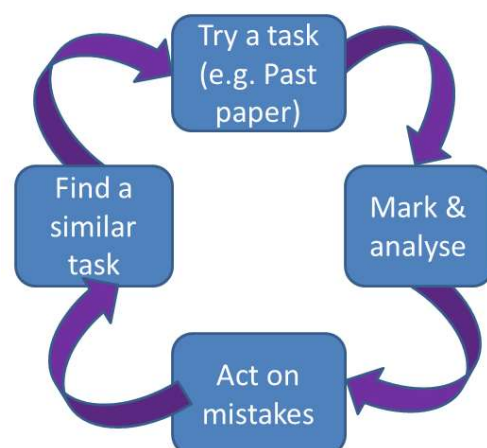 Try a task
(e.g. Past
paper)
Mark &
analyse
Act on
mistakes
Find a
similar
task